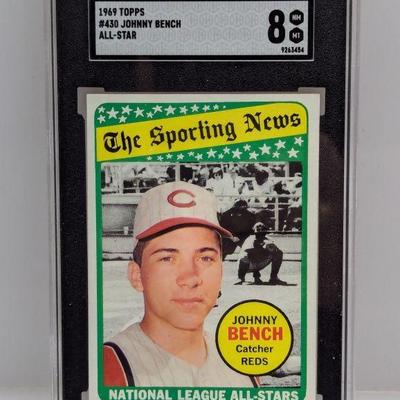 1969 TOPPS
#430 JOHNNY BENCH
ALL-STAR
8 NM
MT
9263454
The Sporting News
C
JOHNNY
BENCH
Catcher
REDS
NATIONAL LEAGUE ALL-STARS